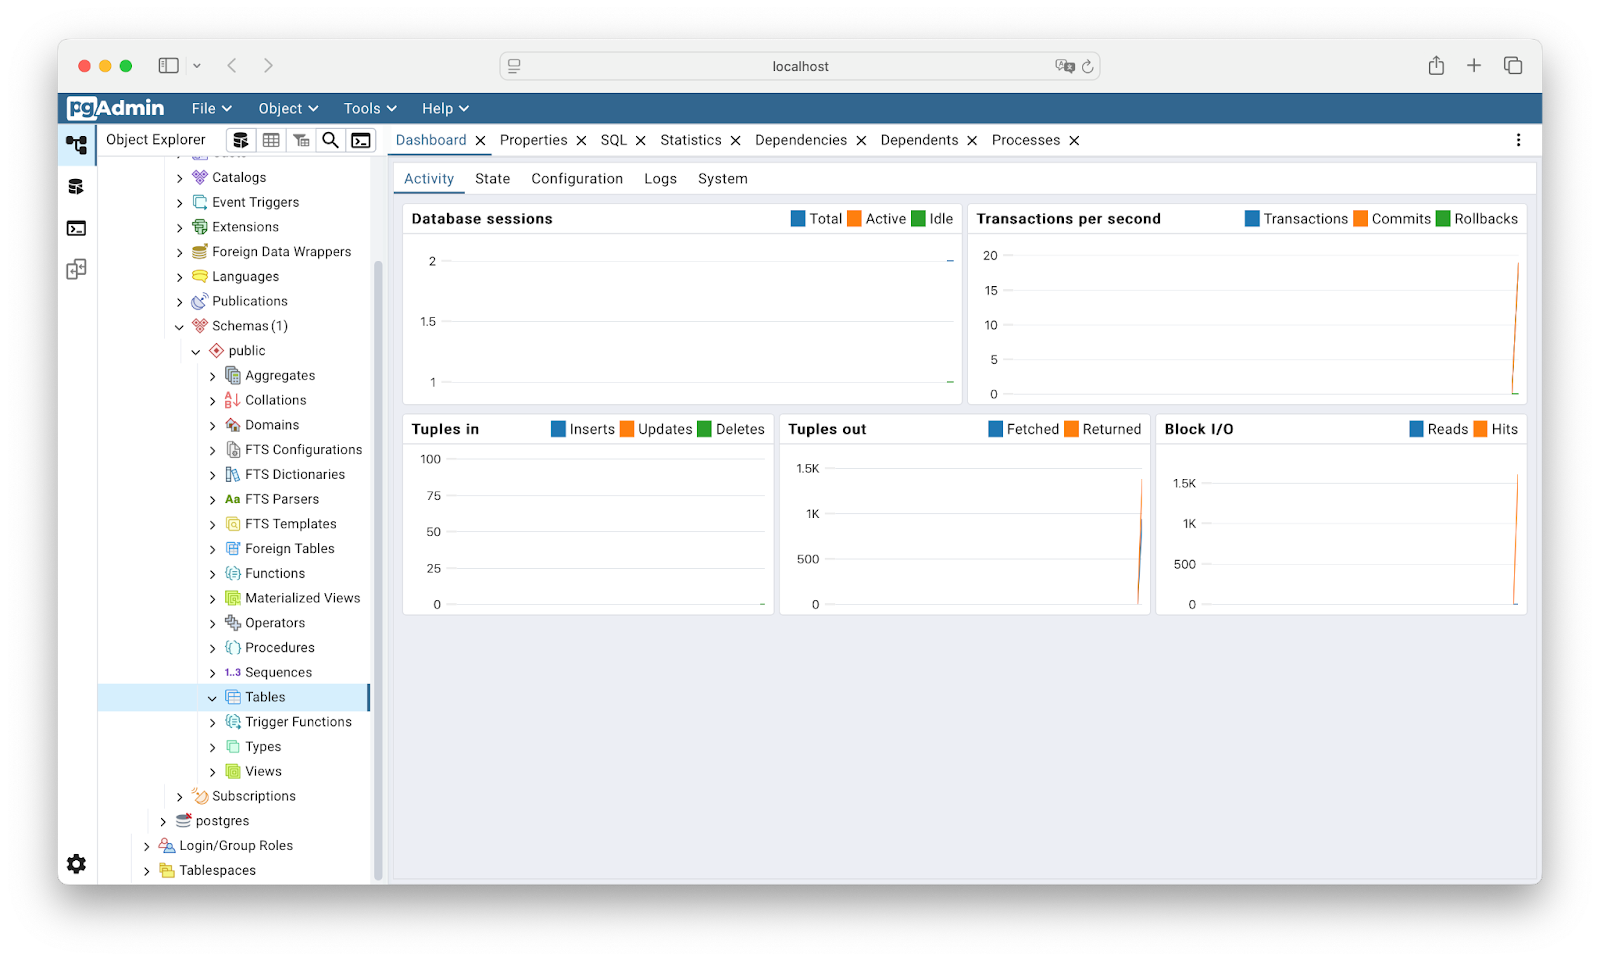 localhost
pgAdmin File Object Tools Help
Object Explorer
Dashboard Properties SQL Statistics Dependencies Dependents Processes
Catalogs
Event Triggers
Extensions
Foreign Data Wrappers
Languages
Publications
Schemas (1)
public
Aggregates
Collations
Domains
FTS Configurations
FTS Dictionaries
Aa FTS Parsers
FTS Templates
Foreign Tables
Functions
Materialized Views
Operators
Procedures
1..3 Sequences
Tables
Trigger Functions
Types
Views
Subscriptions
postgres
Login/Group Roles
Tablespaces
Activity State Configuration Logs System
Database sessions Total Active Idle
2
1.5
1
Transactions per second Transactions Commits Rollbacks
20
15
10
5
0
Tuples in Inserts Updates Deletes
100
75
50
25
0
Tuples out Fetched Returned
1.5K
1K
500
0
Block I/O Reads Hits
1.5K
1K
500
0